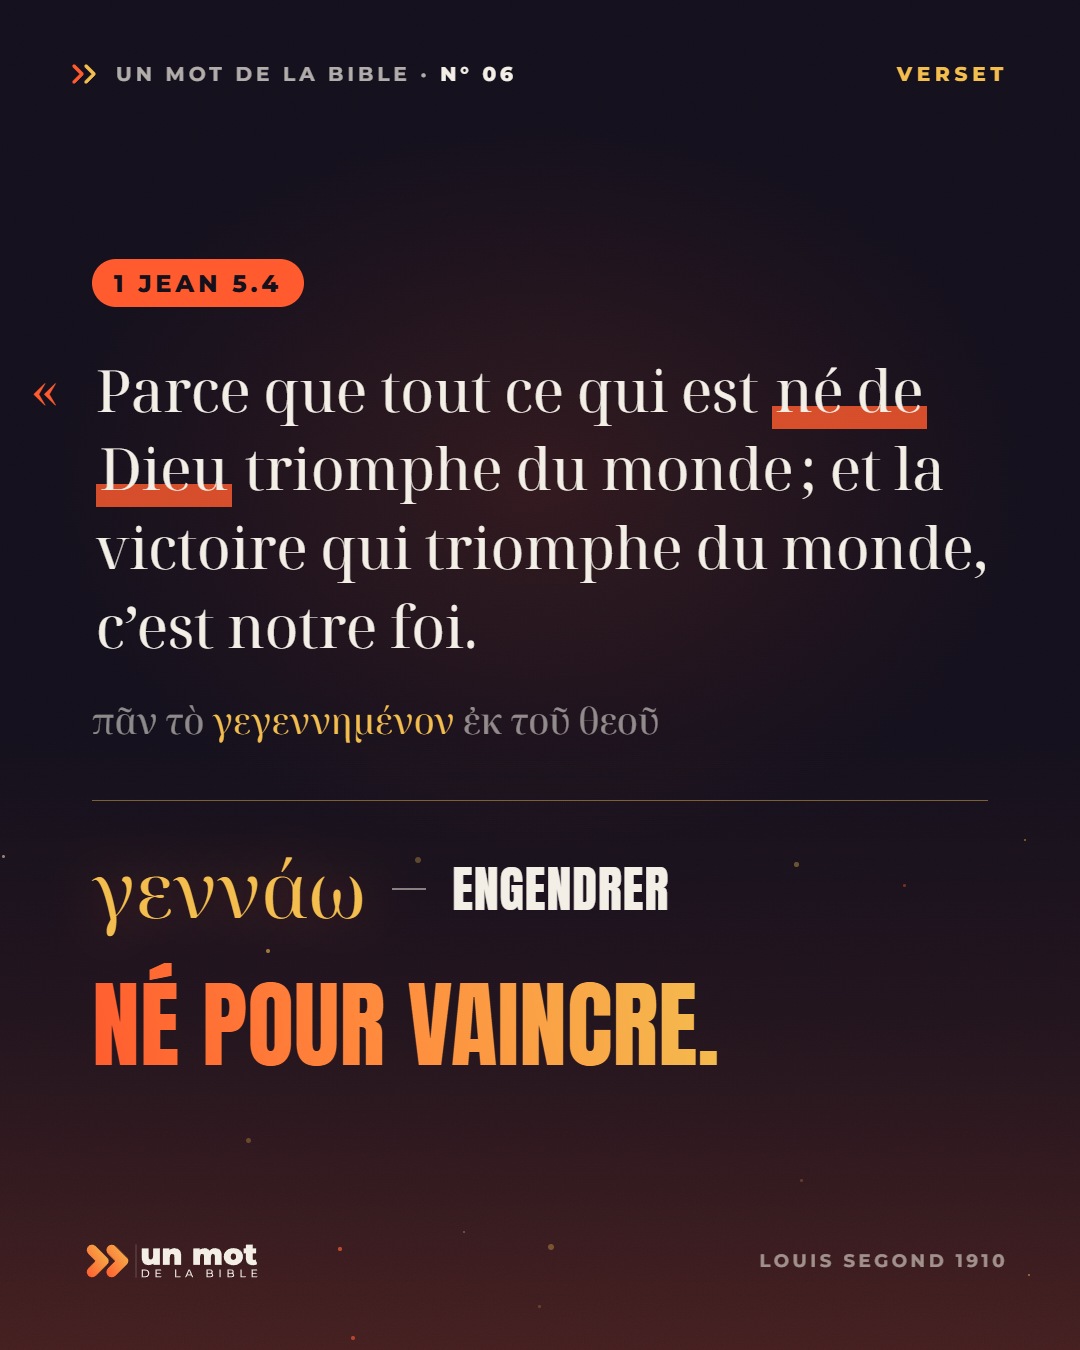 UN MOT DE LA BIBLE · N° 06
VERSET
1 JEAN 5.4
« Parce que tout ce qui est né de
Dieu triomphe du monde ; et la
victoire qui triomphe du monde,
c’est notre foi.
πᾶν τὸ γεγεννημένον ἐκ τοῦ θεοῦ
γεννάω — ENGENDRER
NÉ POUR VAINCRE.
un mot
DE LA BIBLE
LOUIS SEGOND 1910